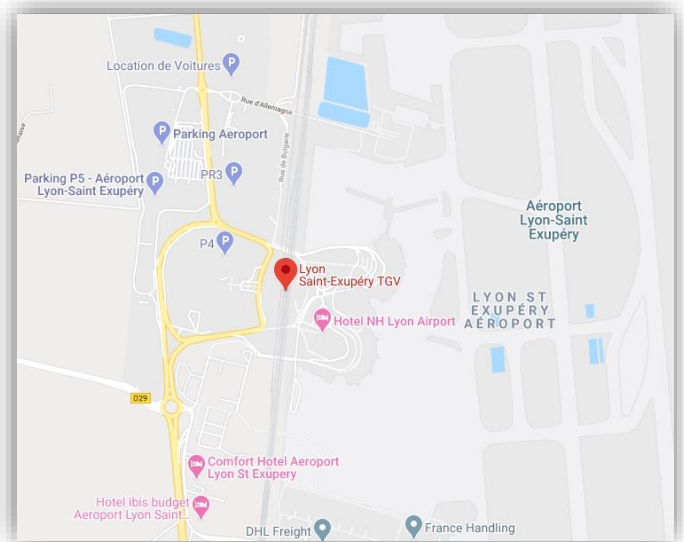 Location de Voitures
Rue d'Allemagne
Parking Aeroport
Rue de Bulgarie
Parking P5 - Aéroport
Lyon-Saint Exupéry
PR3
Aéroport
Lyon-Saint
Exupéry
P4
Lyon
Saint-Exupéry TGV
LYON ST
EXUPÉRY
AÉROPORT
Hotel NH Lyon Airport
D29
Comfort Hotel Aeroport
Lyon St Exupery
Hotel ibis budget
Aeroport Lyon Saint...
DHL Freight
France Handling